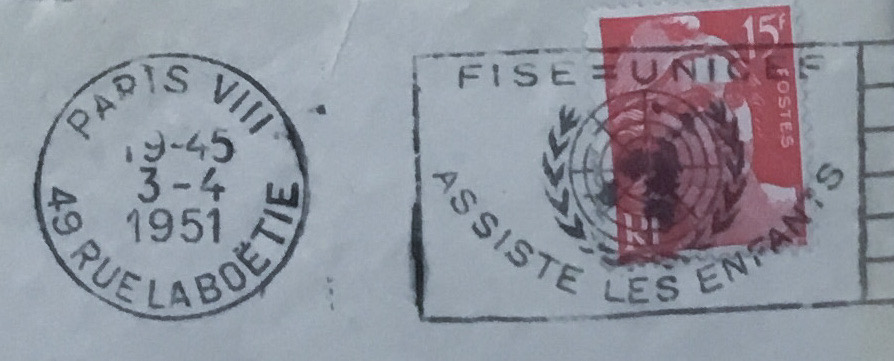 PARIS VIII
19-45
3-4
1951
49 RUE LA BOËTIE
FISE=UNICEF
ASSISTE LES ENFANTS
15F
POSTES
RF